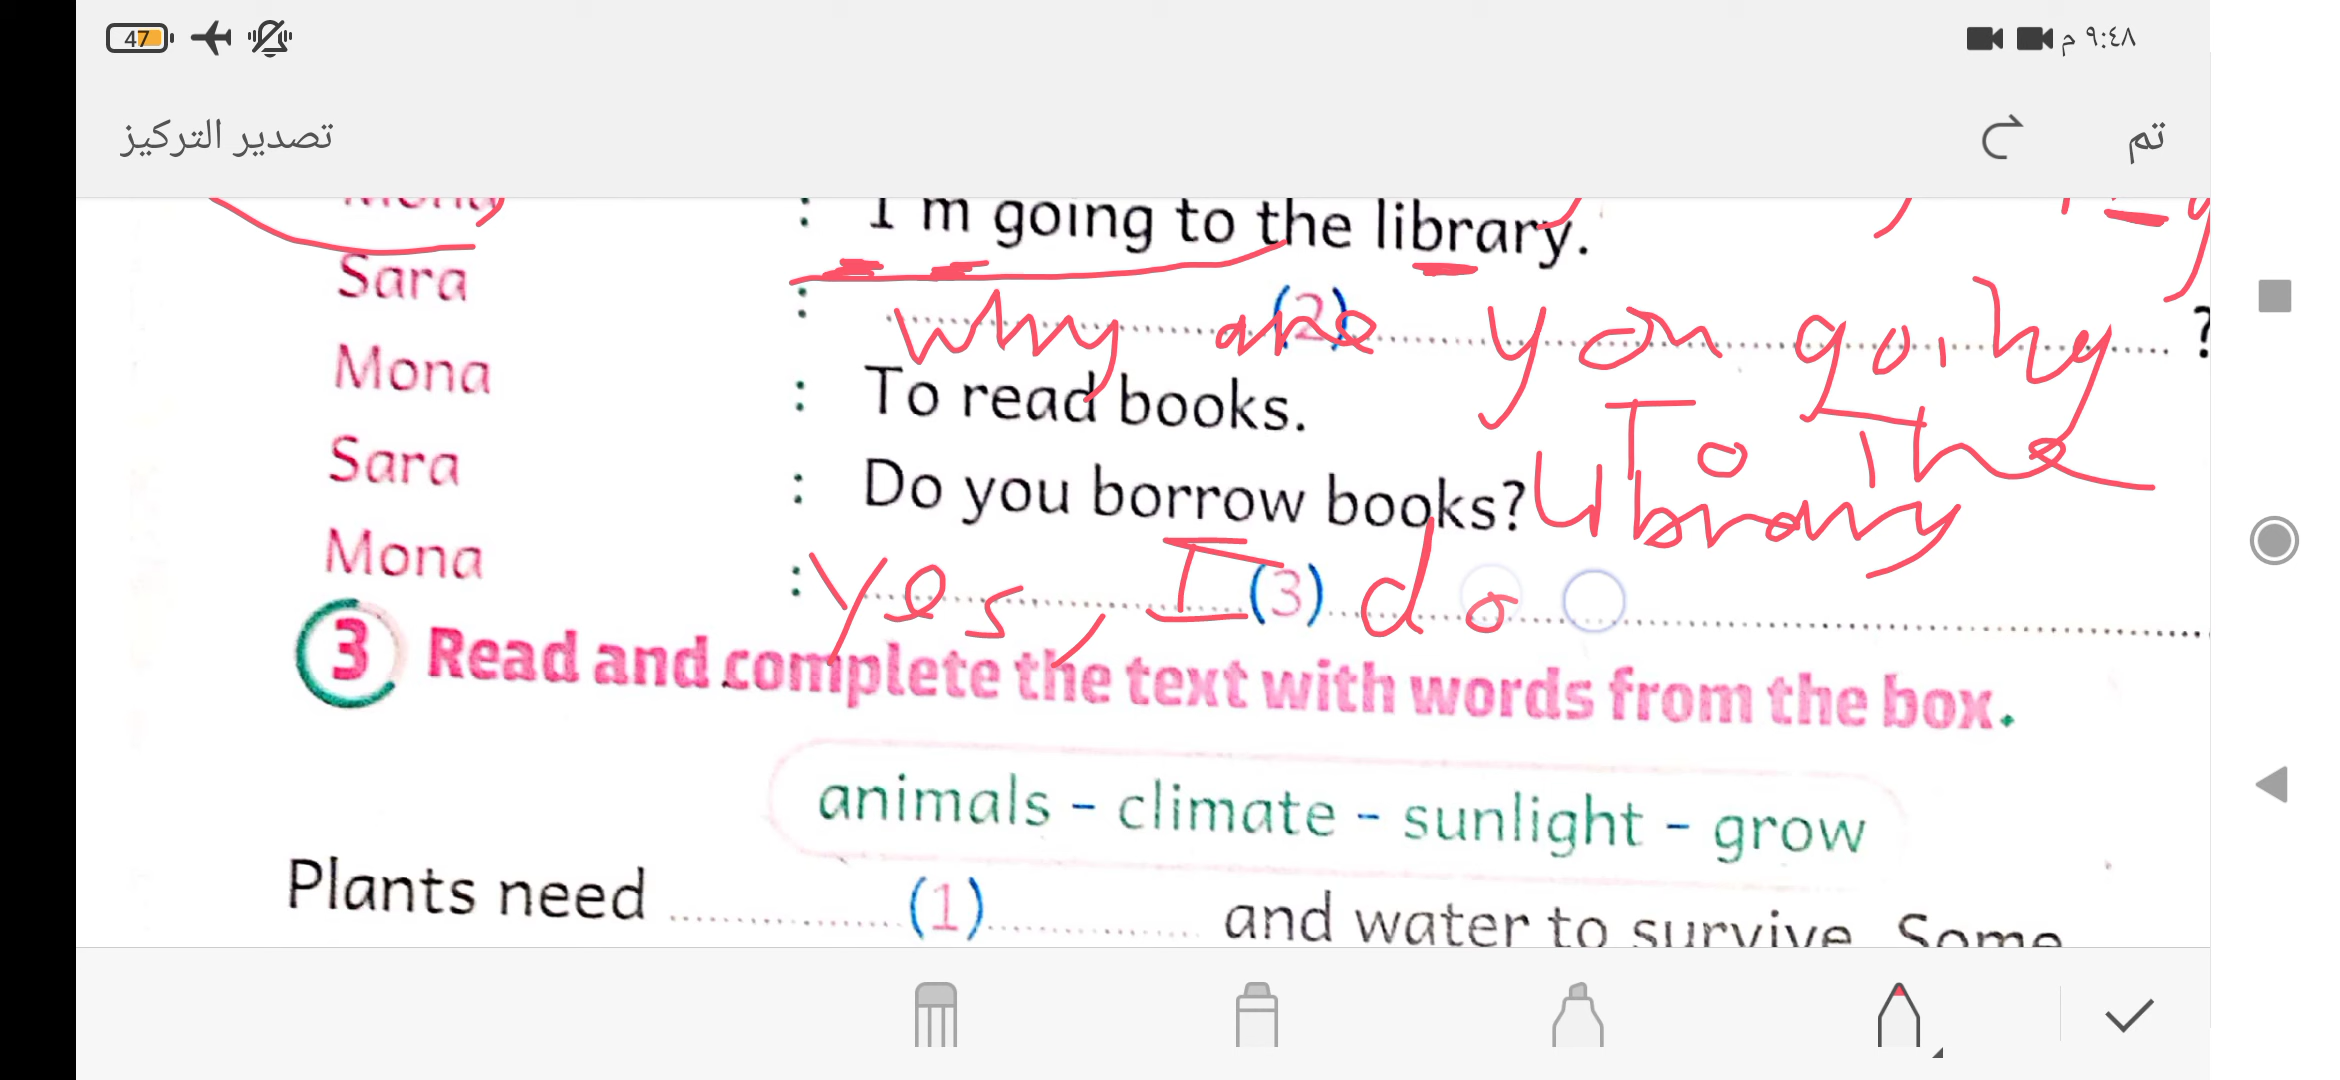 47
٩:٤٨ م
تصدير التركيز
تم
Mona
: I'm going to the library.
Sara : (2) ?
why are you going
Mona : To read books.
To The
Sara : Do you borrow books?
library
Mona : (3)
Yes, I do
3 Read and complete the text with words from the box.
animals - climate - sunlight - grow
Plants need (1) and water to survive. Some